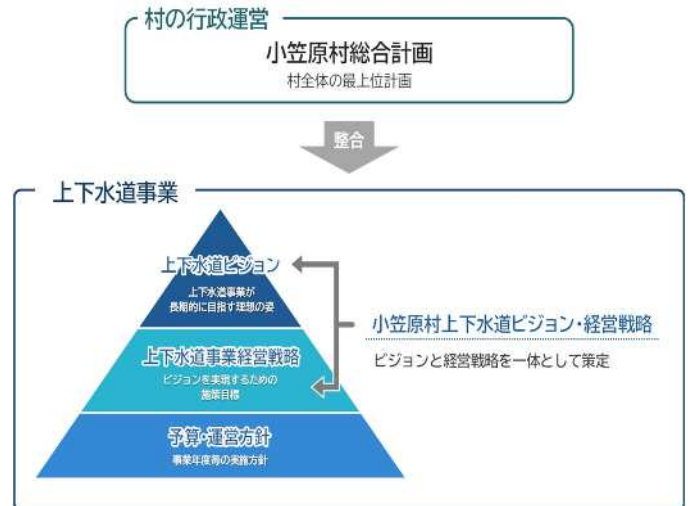 村の行政運営
小笠原村総合計画
村全体の最上位計画
整合
上下水道事業
上下水道ビジョン
上下水道事業が
長期的に目指す理想の姿
上下水道事業経営戦略
ビジョンを実現するための
施策目標
予算・運営方針
事業年度毎の実施方針
小笠原村上下水道ビジョン・経営戦略
ビジョンと経営戦略を一体として策定